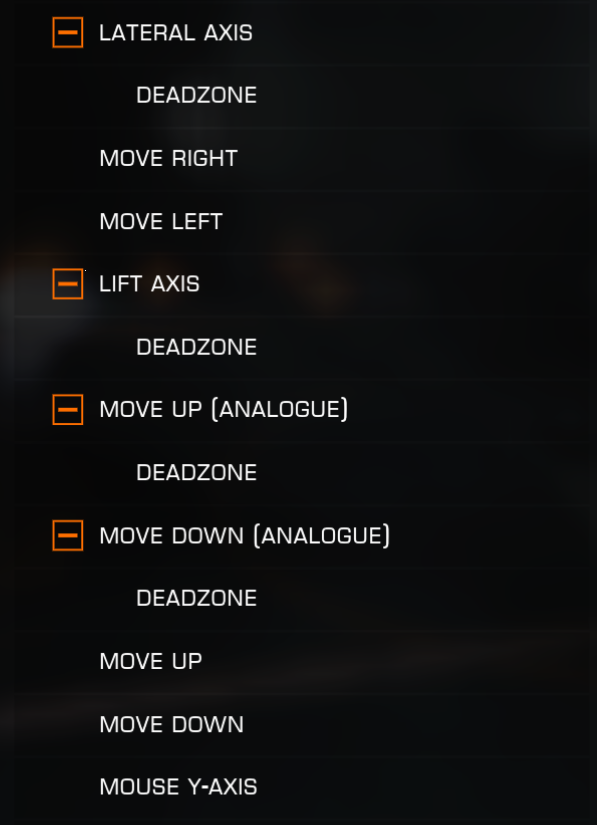 LATERAL AXIS
DEADZONE
MOVE RIGHT
MOVE LEFT
LIFT AXIS
DEADZONE
MOVE UP (ANALOGUE)
DEADZONE
MOVE DOWN (ANALOGUE)
DEADZONE
MOVE UP
MOVE DOWN
MOUSE Y-AXIS